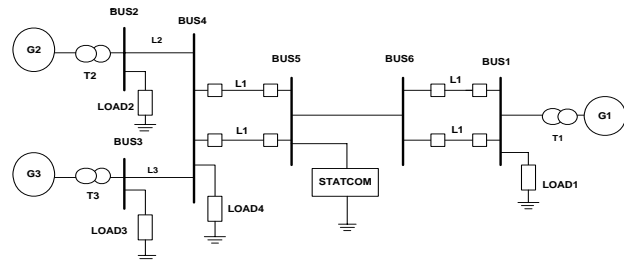 BUS2
BUS4
G2
T2
L2
LOAD2
BUS5
BUS6
BUS1
L1
L1
L1
L1
G1
T1
LOAD1
STATCOM
BUS3
G3
T3
L3
LOAD3
LOAD4